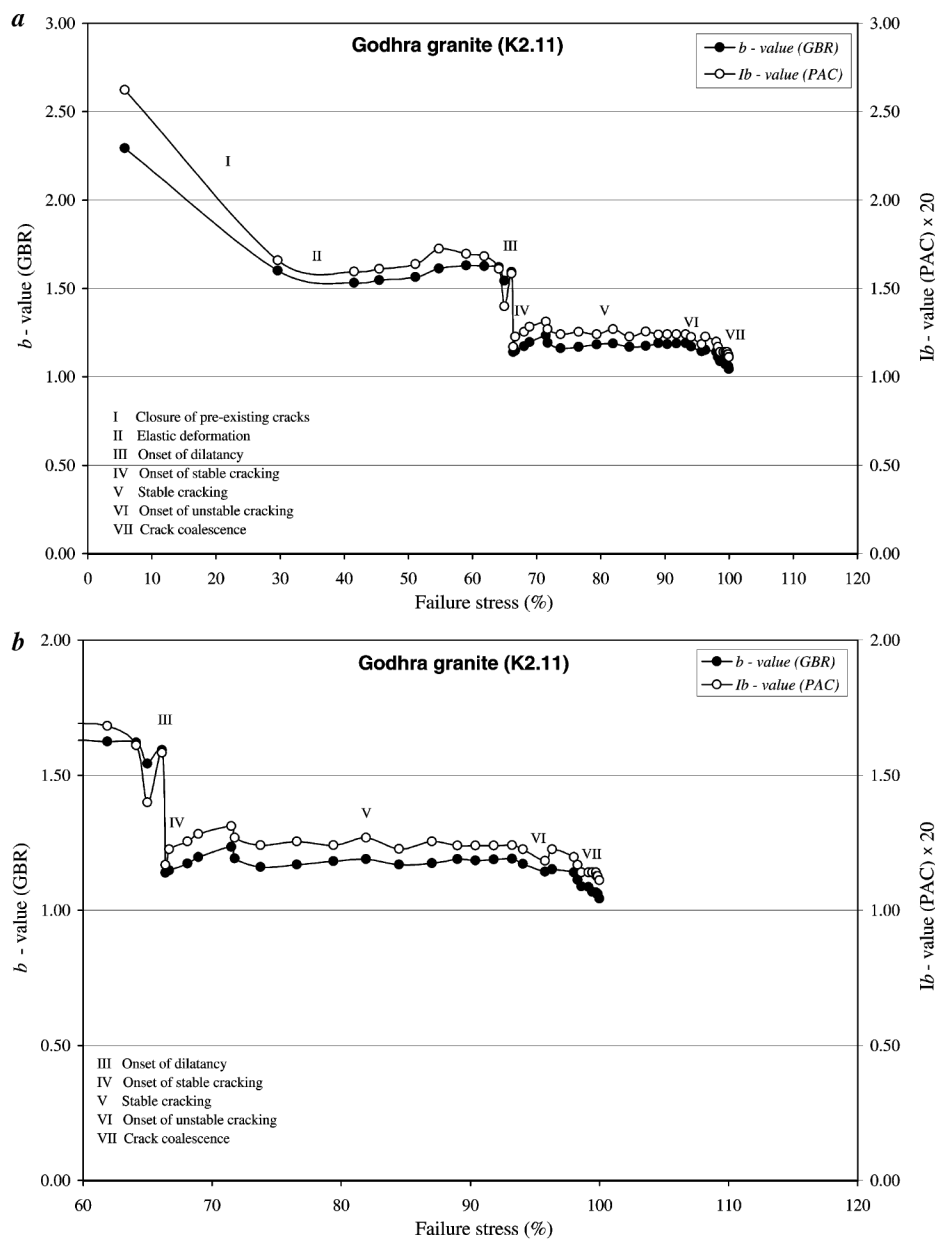 a
Godhra granite (K2.11)
b - value (GBR)
Ib - value (PAC)
3.00
2.50
2.00
1.50
1.00
0.50
0.00
b - value (GBR)
3.00
2.50
2.00
1.50
1.00
0.50
0.00
Ib - value (PAC) × 20
I
II
III
IV
V
VI
VII
I Closure of pre-existing cracks
II Elastic deformation
III Onset of dilatancy
IV Onset of stable cracking
V Stable cracking
VI Onset of unstable cracking
VII Crack coalescence
0 10 20 30 40 50 60 70 80 90 100 110 120
Failure stress (%)
b
Godhra granite (K2.11)
b - value (GBR)
Ib - value (PAC)
2.00
1.50
1.00
0.50
0.00
b - value (GBR)
2.00
1.50
1.00
0.50
0.00
Ib - value (PAC) × 20
III
IV
V
VI
VII
III Onset of dilatancy
IV Onset of stable cracking
V Stable cracking
VI Onset of unstable cracking
VII Crack coalescence
60 70 80 90 100 110 120
Failure stress (%)